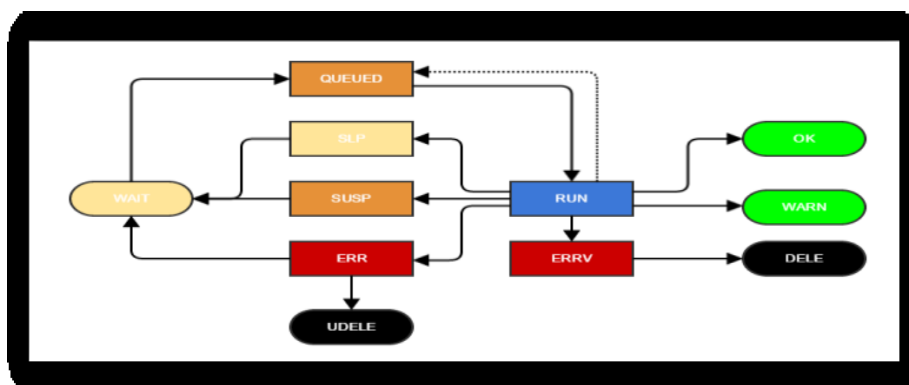 QUEUED
SLP
OK
WAIT
SUSP
RUN
WARN
ERR
ERRV
DELE
UDELE